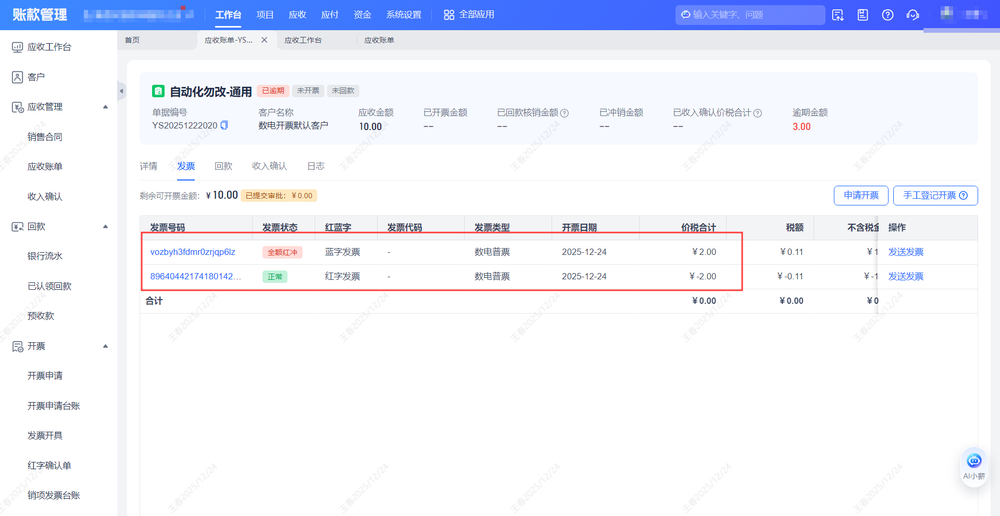 账款管理
工作台 项目 应收 应付 资金 系统设置 全部应用
输入关键字、问题
首页 应收账单-YS... 应收工作台 应收账单
应收工作台
客户
应收管理
销售合同
应收账单
收入确认
回款
银行流水
已认领回款
预收款
开票
开票申请
开票申请台账
发票开具
红字确认单
销项发票台账
自动化勿改-通用 已逾期 未开票 未回款
单据编号 客户名称 应收金额 已开票金额 已回款核销金额 已冲销金额 已收入确认价税合计 逾期金额
YS20251222020 数电开票默认客户 10.00 -- -- -- -- 3.00
详情 发票 回款 收入确认 日志
剩余可开票金额: ¥ 10.00 已提交审批: ¥ 0.00 申请开票 手工登记开票
发票号码 发票状态 红蓝字 发票代码 发票类型 开票日期 价税合计 税额 不含税金 操作
vozbyh3fdmr0zrjqp6lz 全额红冲 蓝字发票 - 数电普票 2025-12-24 ¥ 2.00 ¥ 0.11 ¥ 1 发送发票
89640442174180142... 正常 红字发票 - 数电普票 2025-12-24 ¥ -2.00 ¥ -0.11 ¥ -1 发送发票
合计 ¥ 0.00 ¥ 0.00 ¥ 0
AI小薪
王春2025/12/24